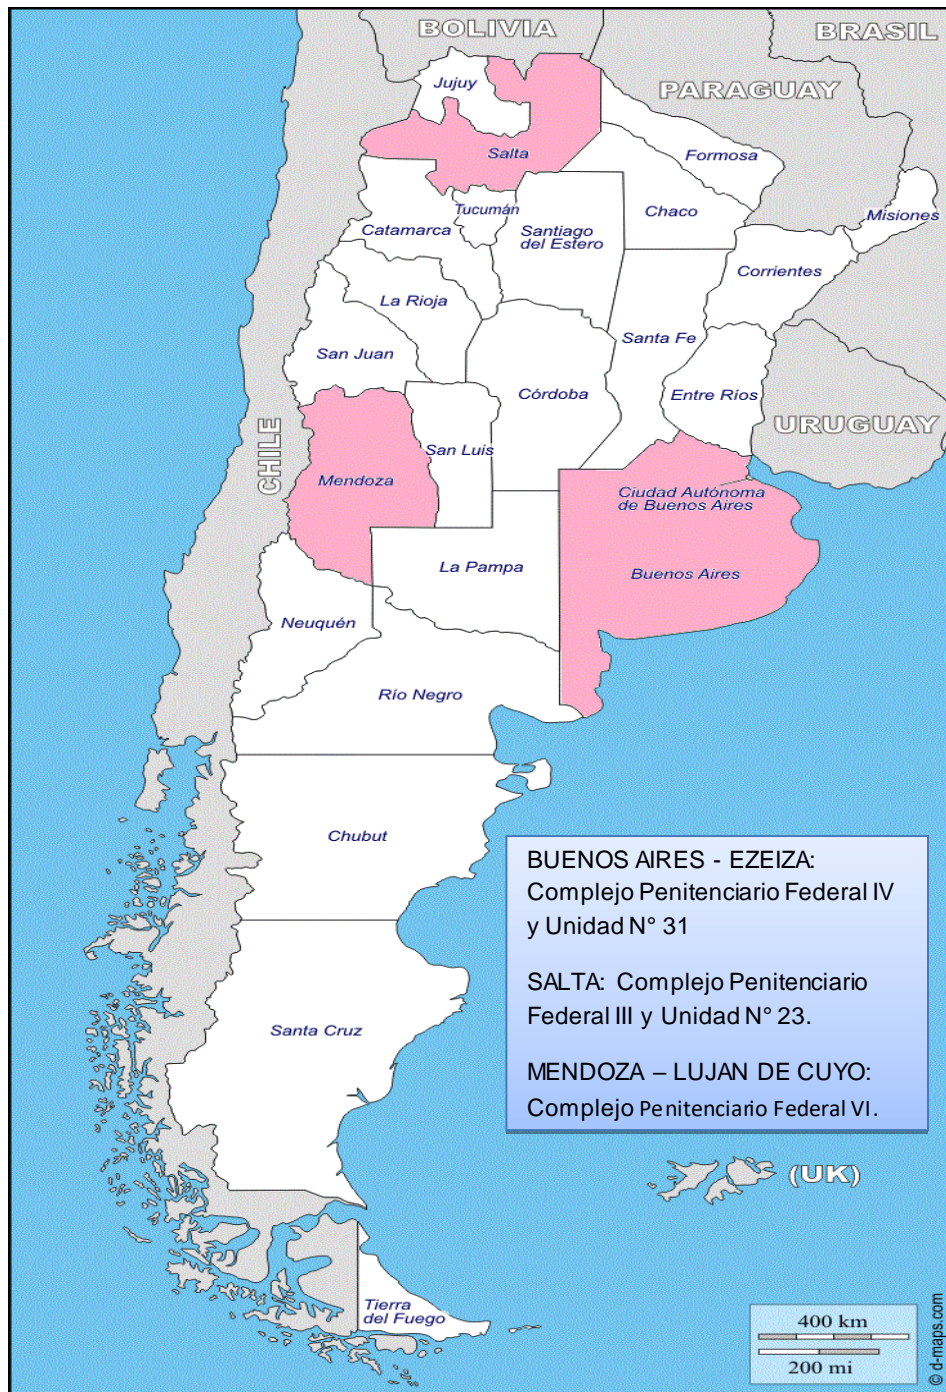 BOLIVIA
BRASIL
PARAGUAY
Jujuy
Salta
Formosa
Chaco
Misiones
Tucumán
Catamarca
Santiago
del Estero
Corrientes
La Rioja
Santa Fe
San Juan
Córdoba
Entre Ríos
URUGUAY
CHILE
San Luis
Mendoza
Ciudad Autónoma
de Buenos Aires
La Pampa
Buenos Aires
Neuquén
Río Negro
Chubut
BUENOS AIRES - EZEIZA:
Complejo Penitenciario Federal IV
y Unidad N° 31
SALTA: Complejo Penitenciario
Federal III y Unidad N° 23.
MENDOZA – LUJAN DE CUYO:
Complejo Penitenciario Federal VI.
Santa Cruz
(UK)
Tierra
del Fuego
400 km
200 mi
© d-maps.com